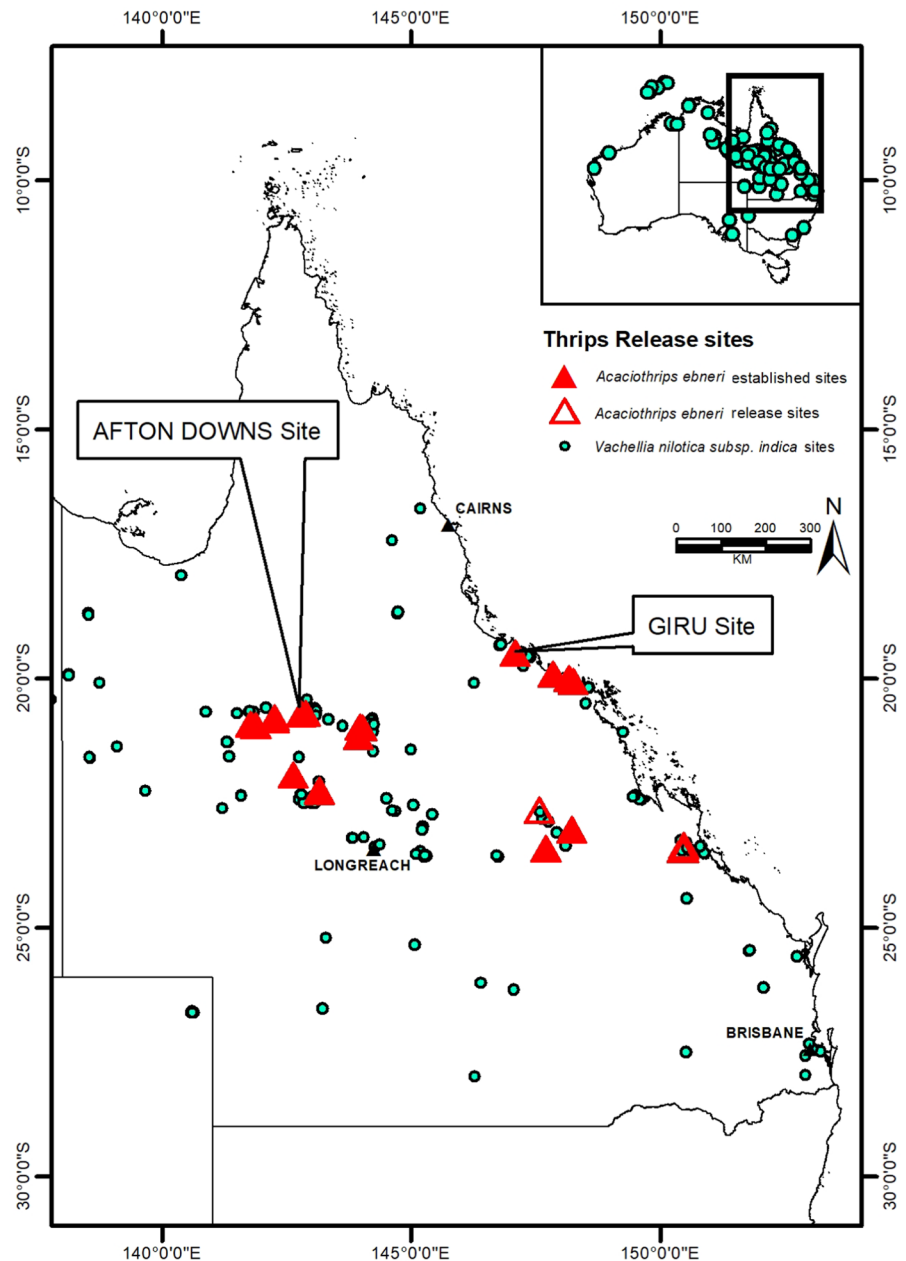 140°0'0"E 145°0'0"E 150°0'0"E
10°0'0"S 10°0'0"S
Thrips Release sites
Acaciothrips ebneri established sites
Acaciothrips ebneri release sites
Vachellia nilotica subsp. indica sites
15°0'0"S 15°0'0"S
AFTON DOWNS Site
CAIRNS
N
0 100 200 300
KM
GIRU Site
20°0'0"S 20°0'0"S
LONGREACH
25°0'0"S 25°0'0"S
BRISBANE
30°0'0"S 30°0'0"S
140°0'0"E 145°0'0"E 150°0'0"E